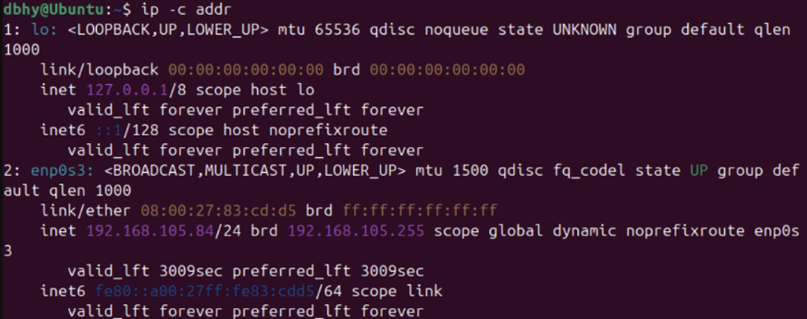 dbhy@Ubuntu:~$ ip -c addr
1: lo: <LOOPBACK,UP,LOWER_UP> mtu 65536 qdisc noqueue state UNKNOWN group default qlen
1000
    link/loopback 00:00:00:00:00:00 brd 00:00:00:00:00:00
    inet 127.0.0.1/8 scope host lo
       valid_lft forever preferred_lft forever
    inet6 ::1/128 scope host noprefixroute
       valid_lft forever preferred_lft forever
2: enp0s3: <BROADCAST,MULTICAST,UP,LOWER_UP> mtu 1500 qdisc fq_codel state UP group def
ault qlen 1000
    link/ether 08:00:27:83:cd:d5 brd ff:ff:ff:ff:ff:ff
    inet 192.168.105.84/24 brd 192.168.105.255 scope global dynamic noprefixroute enp0s
3
       valid_lft 3009sec preferred_lft 3009sec
    inet6 fe80::a00:27ff:fe83:cdd5/64 scope link
       valid_lft forever preferred_lft forever